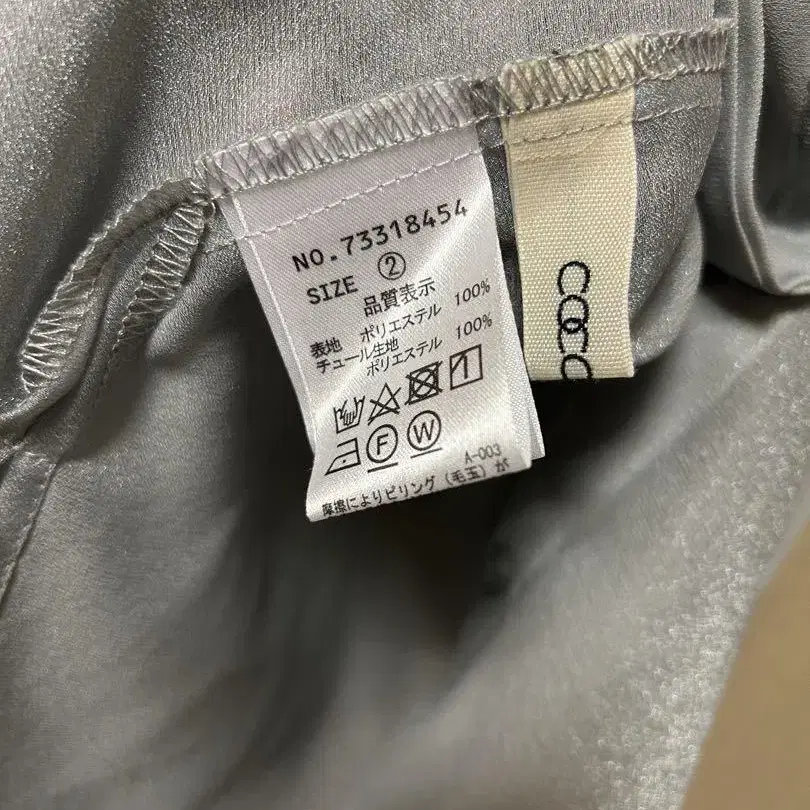 NO.73318454
SIZE ②
品質表示
表地 ポリエステル 100%
チュール生地
ポリエステル 100%
F W
A-003
摩擦によりピリング(毛玉)が
COCO